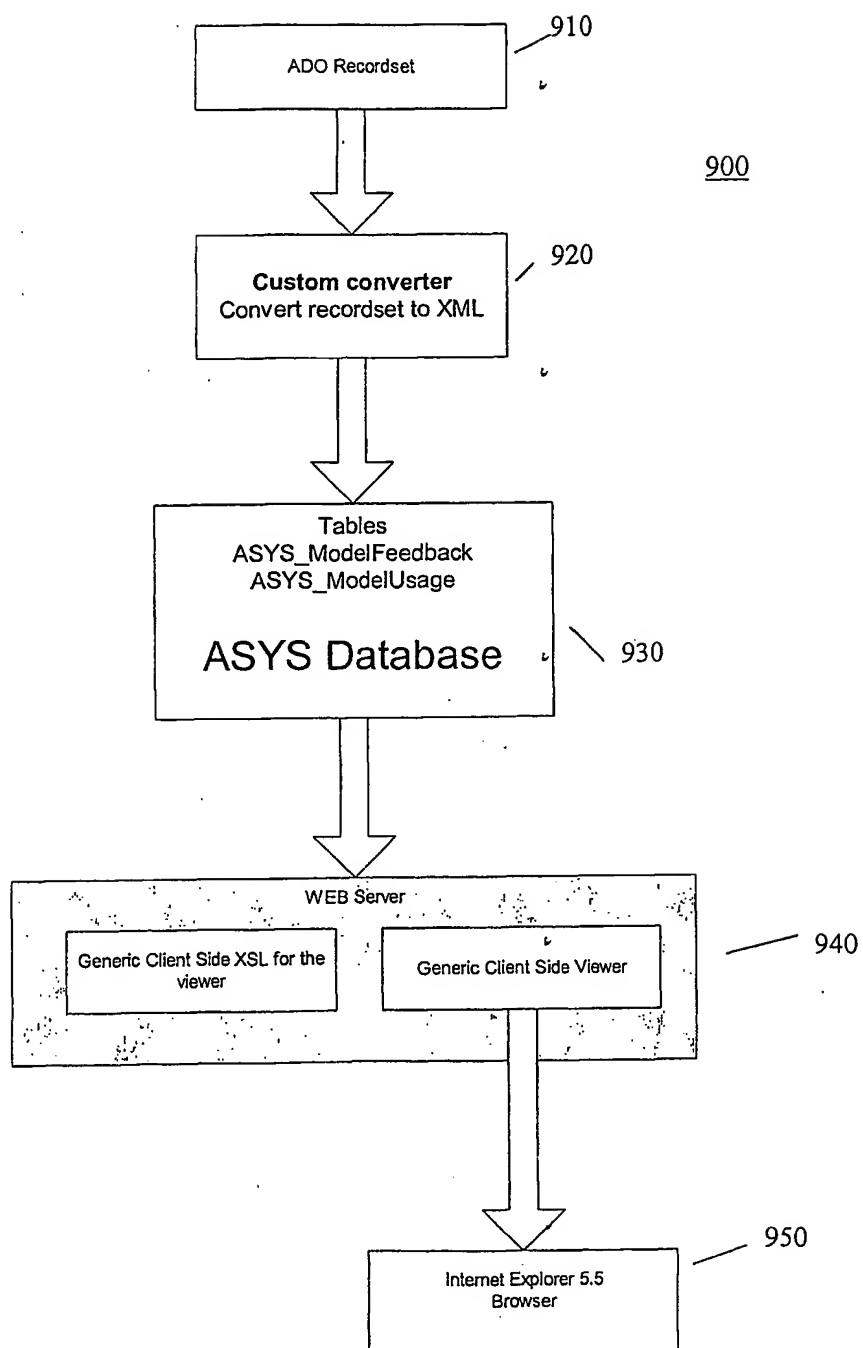 910
ADO Recordset
900
920
Custom converter
Convert recordset to XML
Tables
ASYS_ModelFeedback
ASYS_ModelUsage
ASYS Database
930
WEB Server
Generic Client Side XSL for the
viewer
Generic Client Side Viewer
940
950
Internet Explorer 5.5
Browser